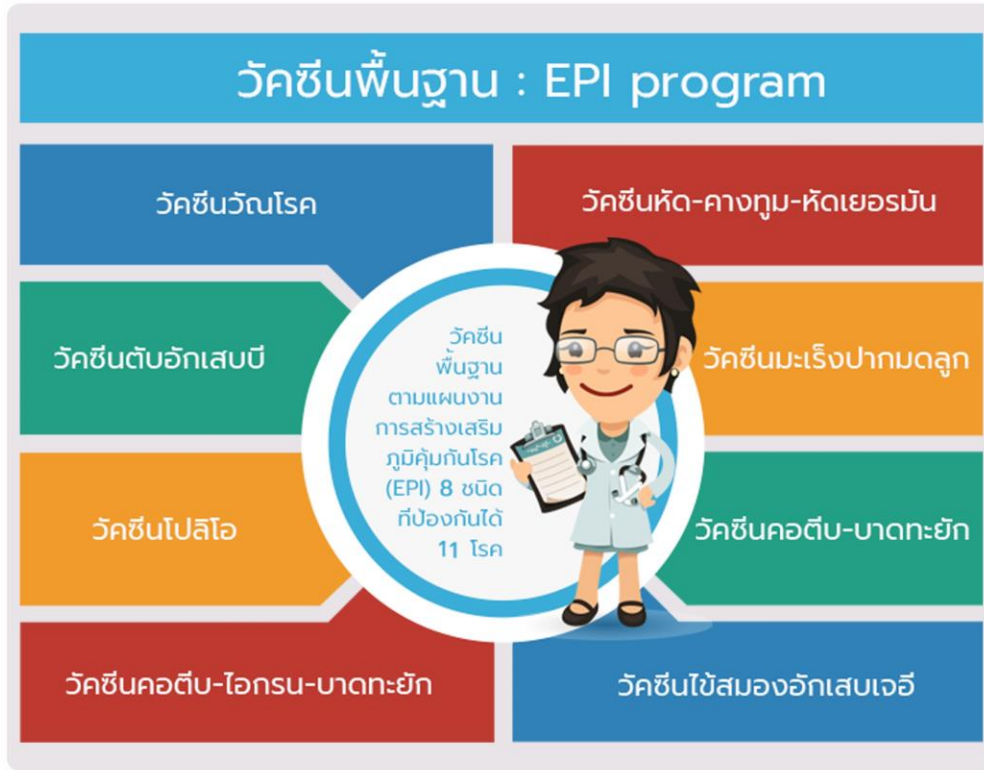 วัคซีนพื้นฐาน : EPI program
วัคซีนวัณโรค
วัคซีนหัด-คางทูม-หัดเยอรมัน
วัคซีนตับอักเสบบี
วัคซีนมะเร็งปากมดลูก
วัคซีน
พื้นฐาน
ตามแผนงาน
การสร้างเสริม
ภูมิคุ้มกันโรค
(EPI) 8 ชนิด
ที่ป้องกันได้
11 โรค
วัคซีนโปลิโอ
วัคซีนคอตีบ-บาดทะยัก
วัคซีนคอตีบ-ไอกรน-บาดทะยัก
วัคซีนไข้สมองอักเสบเจอี